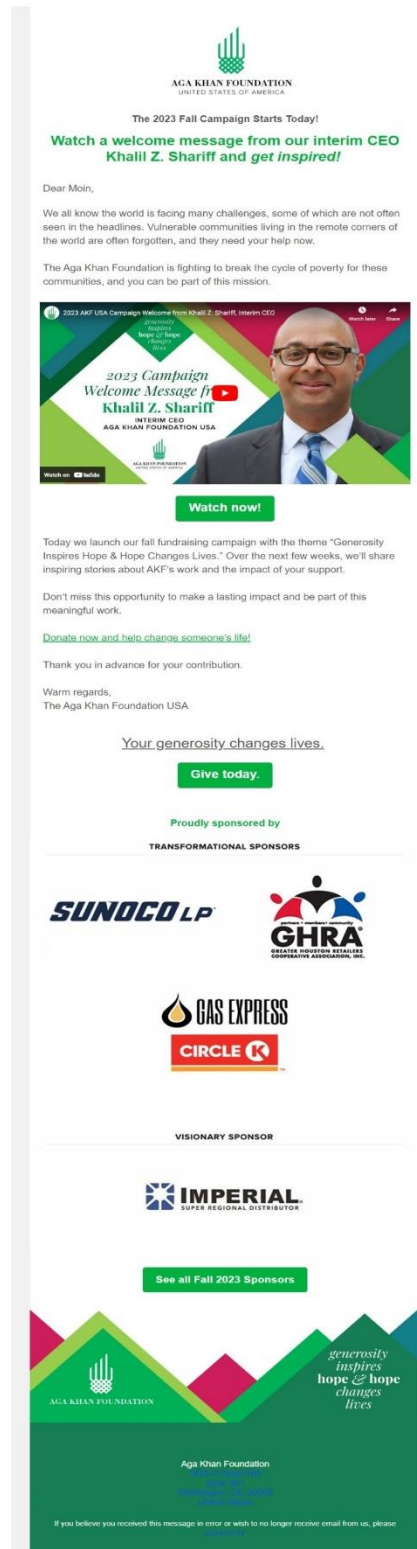 AGA KHAN FOUNDATION
UNITED STATES OF AMERICA
The 2023 Fall Campaign Starts Today!
Watch a welcome message from our interim CEO
Khalil Z. Shariff and get inspired!
Dear Moin,
We all know the world is facing many challenges, some of which are not often
seen in the headlines. Vulnerable communities living in the remote corners of
the world are often forgotten, and they need your help now.
The Aga Khan Foundation is fighting to break the cycle of poverty for these
communities, and you can be part of this mission.
2023 AKF USA Campaign Welcome from Khalil Z. Shariff, Interim CEO
Watch later
Share
generosity
inspires
hope & hope
changes
lives
2023 Campaign
Welcome Message fr
Khalil Z. Shariff
INTERIM CEO
AGA KHAN FOUNDATION USA
AGA KHAN FOUNDATION
UNITED STATES OF AMERICA
Watch on YouTube
Watch now!
Today we launch our fall fundraising campaign with the theme “Generosity
Inspires Hope & Hope Changes Lives.” Over the next few weeks, we’ll share
inspiring stories about AKF’s work and the impact of your support.
Don’t miss this opportunity to make a lasting impact and be part of this
meaningful work.
Donate now and help change someone’s life!
Thank you in advance for your contribution.
Warm regards,
The Aga Khan Foundation USA
Your generosity changes lives.
Give today.
Proudly sponsored by
TRANSFORMATIONAL SPONSORS
SUNOCO LP
partners • members • community
GHRA
GREATER HOUSTON RETAILERS
COOPERATIVE ASSOCIATION, INC.
GAS EXPRESS
CIRCLE K
VISIONARY SPONSOR
IMPERIAL
SUPER REGIONAL DISTRIBUTOR
See all Fall 2023 Sponsors
AGA KHAN FOUNDATION
generosity
inspires
hope & hope
changes
lives
Aga Khan Foundation
If you believe you received this message in error or wish to no longer receive email from us, please